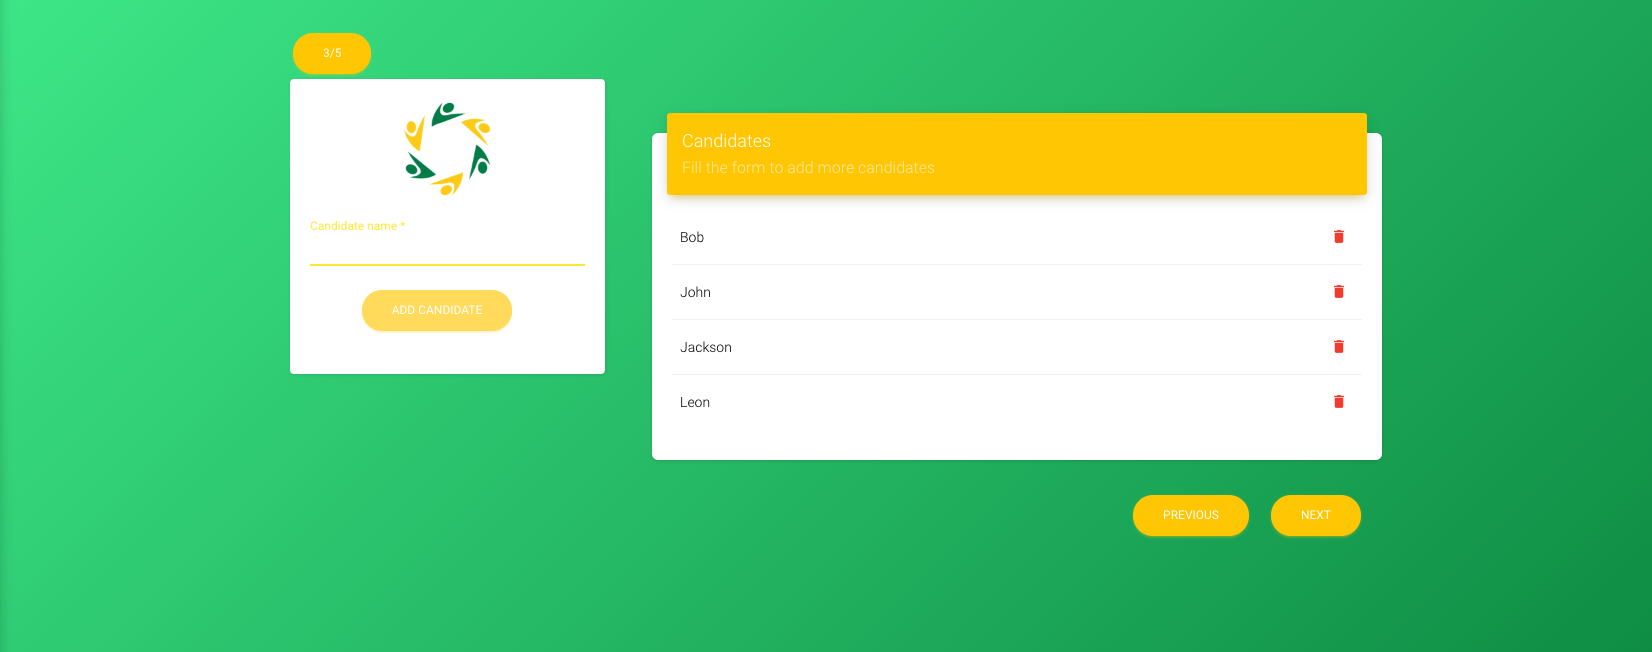 3/5
Candidate name *
ADD CANDIDATE
Candidates
Fill the form to add more candidates
Bob
John
Jackson
Leon
PREVIOUS
NEXT